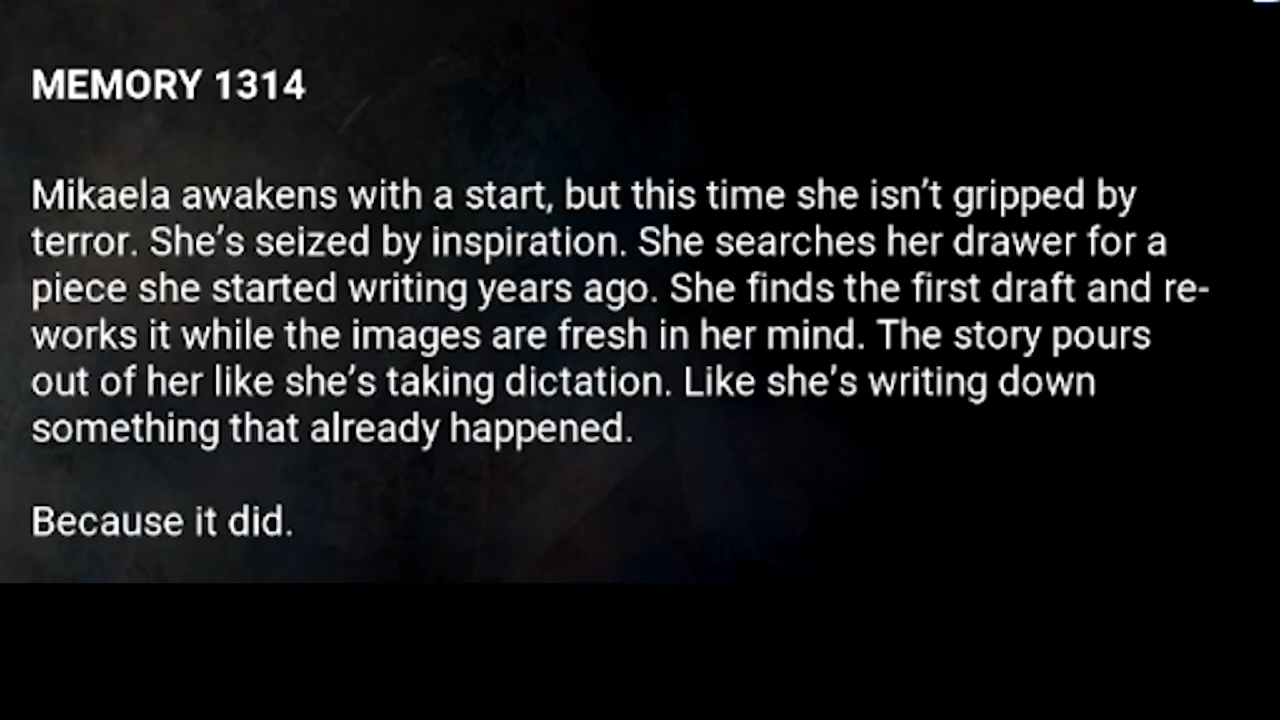 MEMORY 1314
Mikaela awakens with a start, but this time she isn’t gripped by
terror. She’s seized by inspiration. She searches her drawer for a
piece she started writing years ago. She finds the first draft and re-
works it while the images are fresh in her mind. The story pours
out of her like she’s taking dictation. Like she’s writing down
something that already happened.
Because it did.